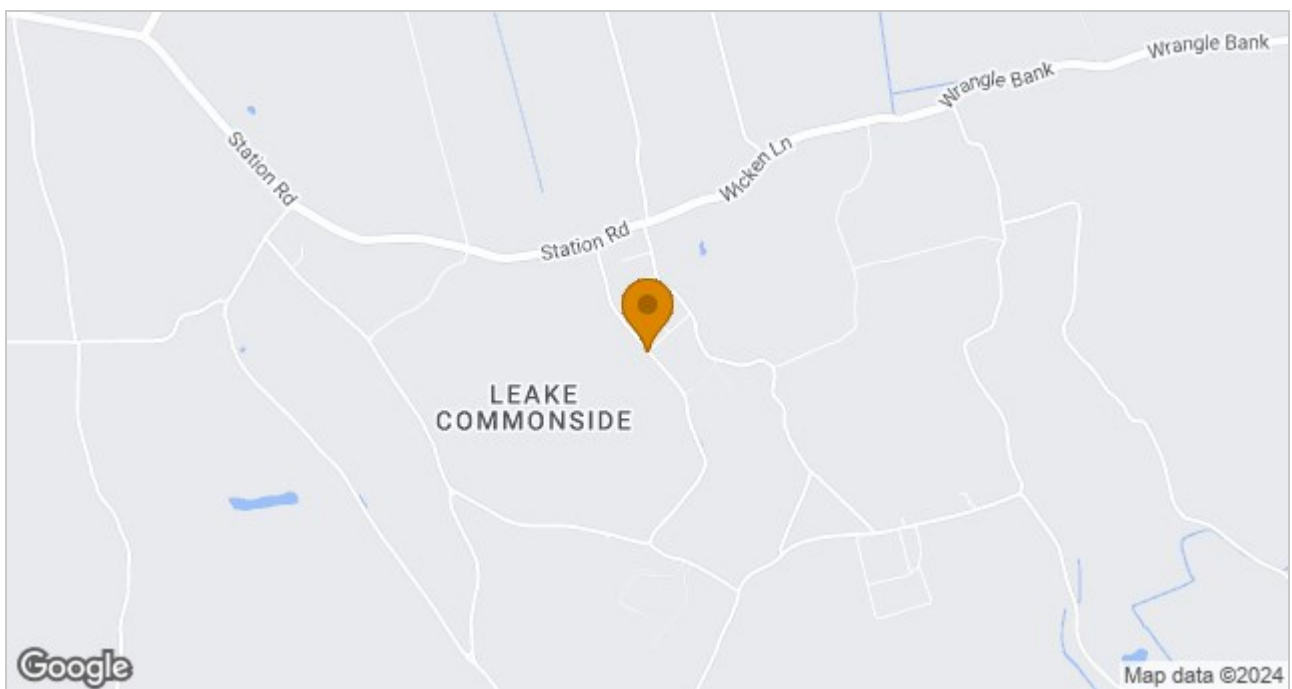 Wrangle Bank
Wrangle Bank
Wicken Ln
Station Rd
Station Rd
LEAKE
COMMONSIDE
Google
Map data ©2024